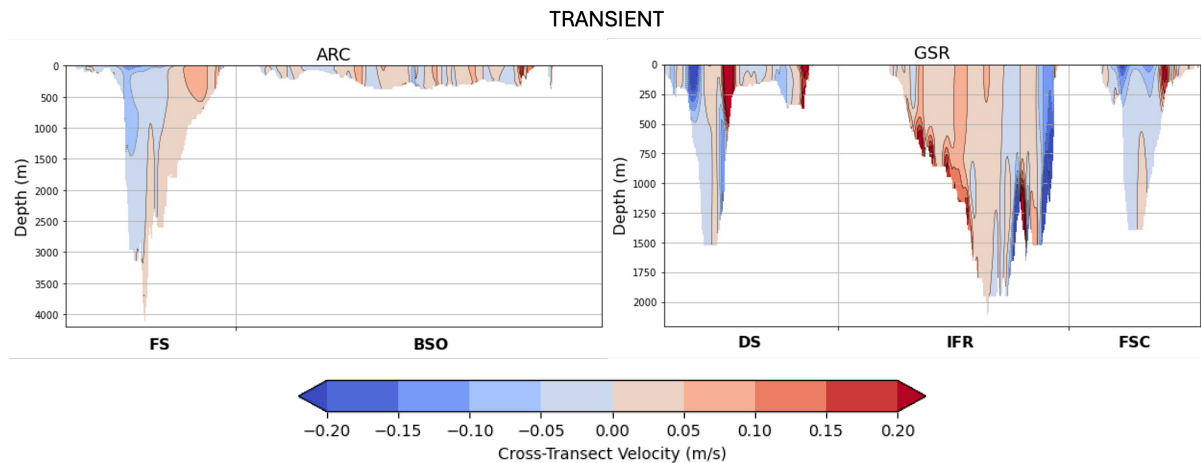 TRANSIENT
ARC
GSR
0
500
1000
1500
2000
2500
3000
3500
4000
Depth (m)
FS
BSO
0
250
500
750
1000
1250
1500
1750
2000
Depth (m)
DS
IFR
FSC
−0.20 −0.15 −0.10 −0.05 0.00 0.05 0.10 0.15 0.20
Cross-Transect Velocity (m/s)